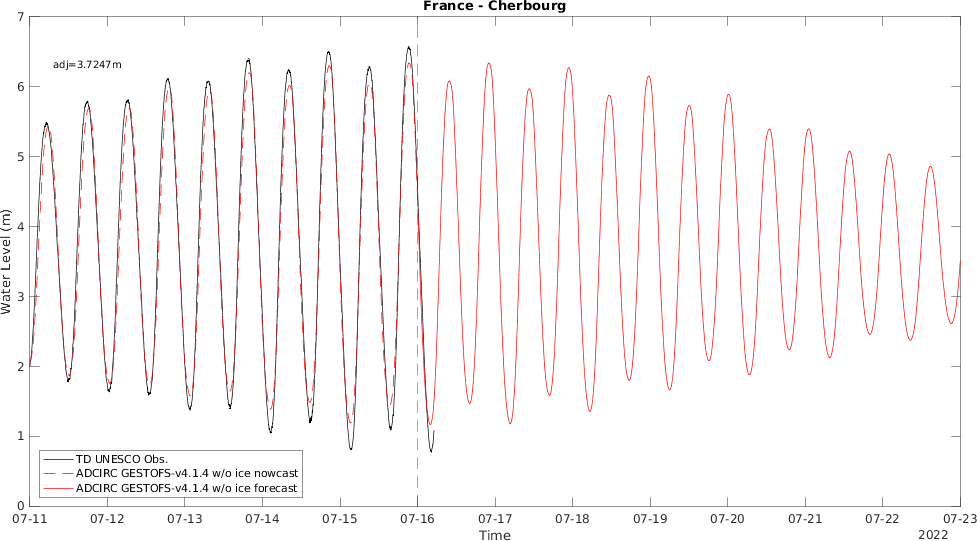 France - Cherbourg
7
adj=3.7247m
6
5
4
3
2
1
0
Water Level (m)
TD UNESCO Obs.
ADCIRC GESTOFS-v4.1.4 w/o ice nowcast
ADCIRC GESTOFS-v4.1.4 w/o ice forecast
07-11 07-12 07-13 07-14 07-15 07-16 07-17 07-18 07-19 07-20 07-21 07-22 07-23
Time
2022